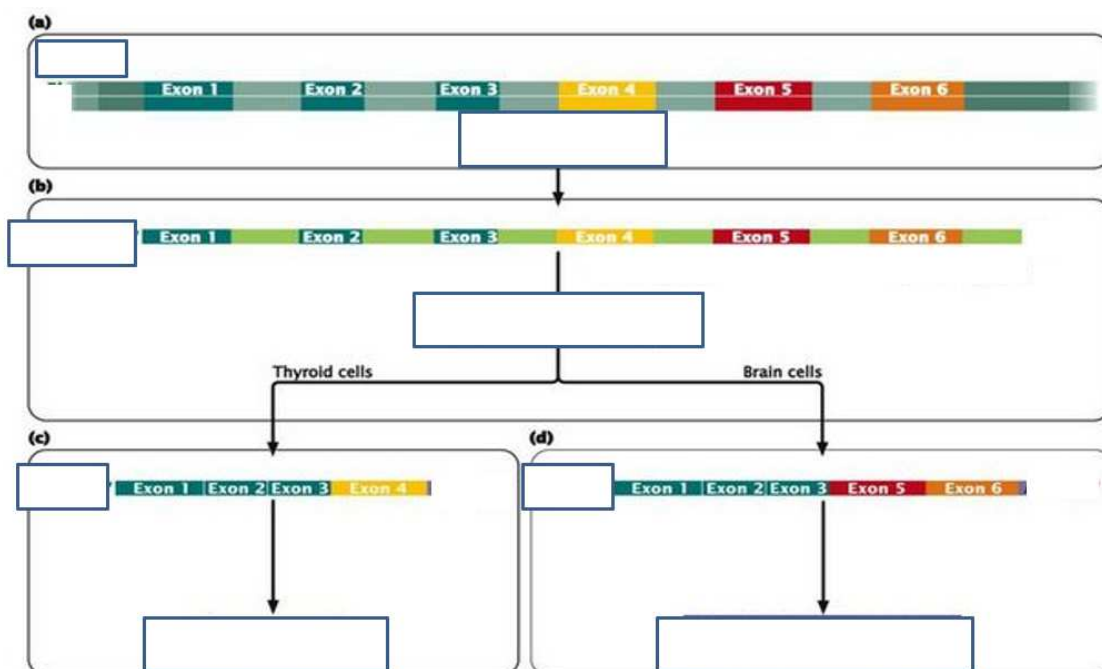 (a)
Exon 1 Exon 2 Exon 3 Exon 4 Exon 5 Exon 6
(b)
Exon 1 Exon 2 Exon 3 Exon 4 Exon 5 Exon 6
Thyroid cells Brain cells
(c) (d)
Exon 1 Exon 2 Exon 3 Exon 4 Exon 1 Exon 2 Exon 3 Exon 5 Exon 6